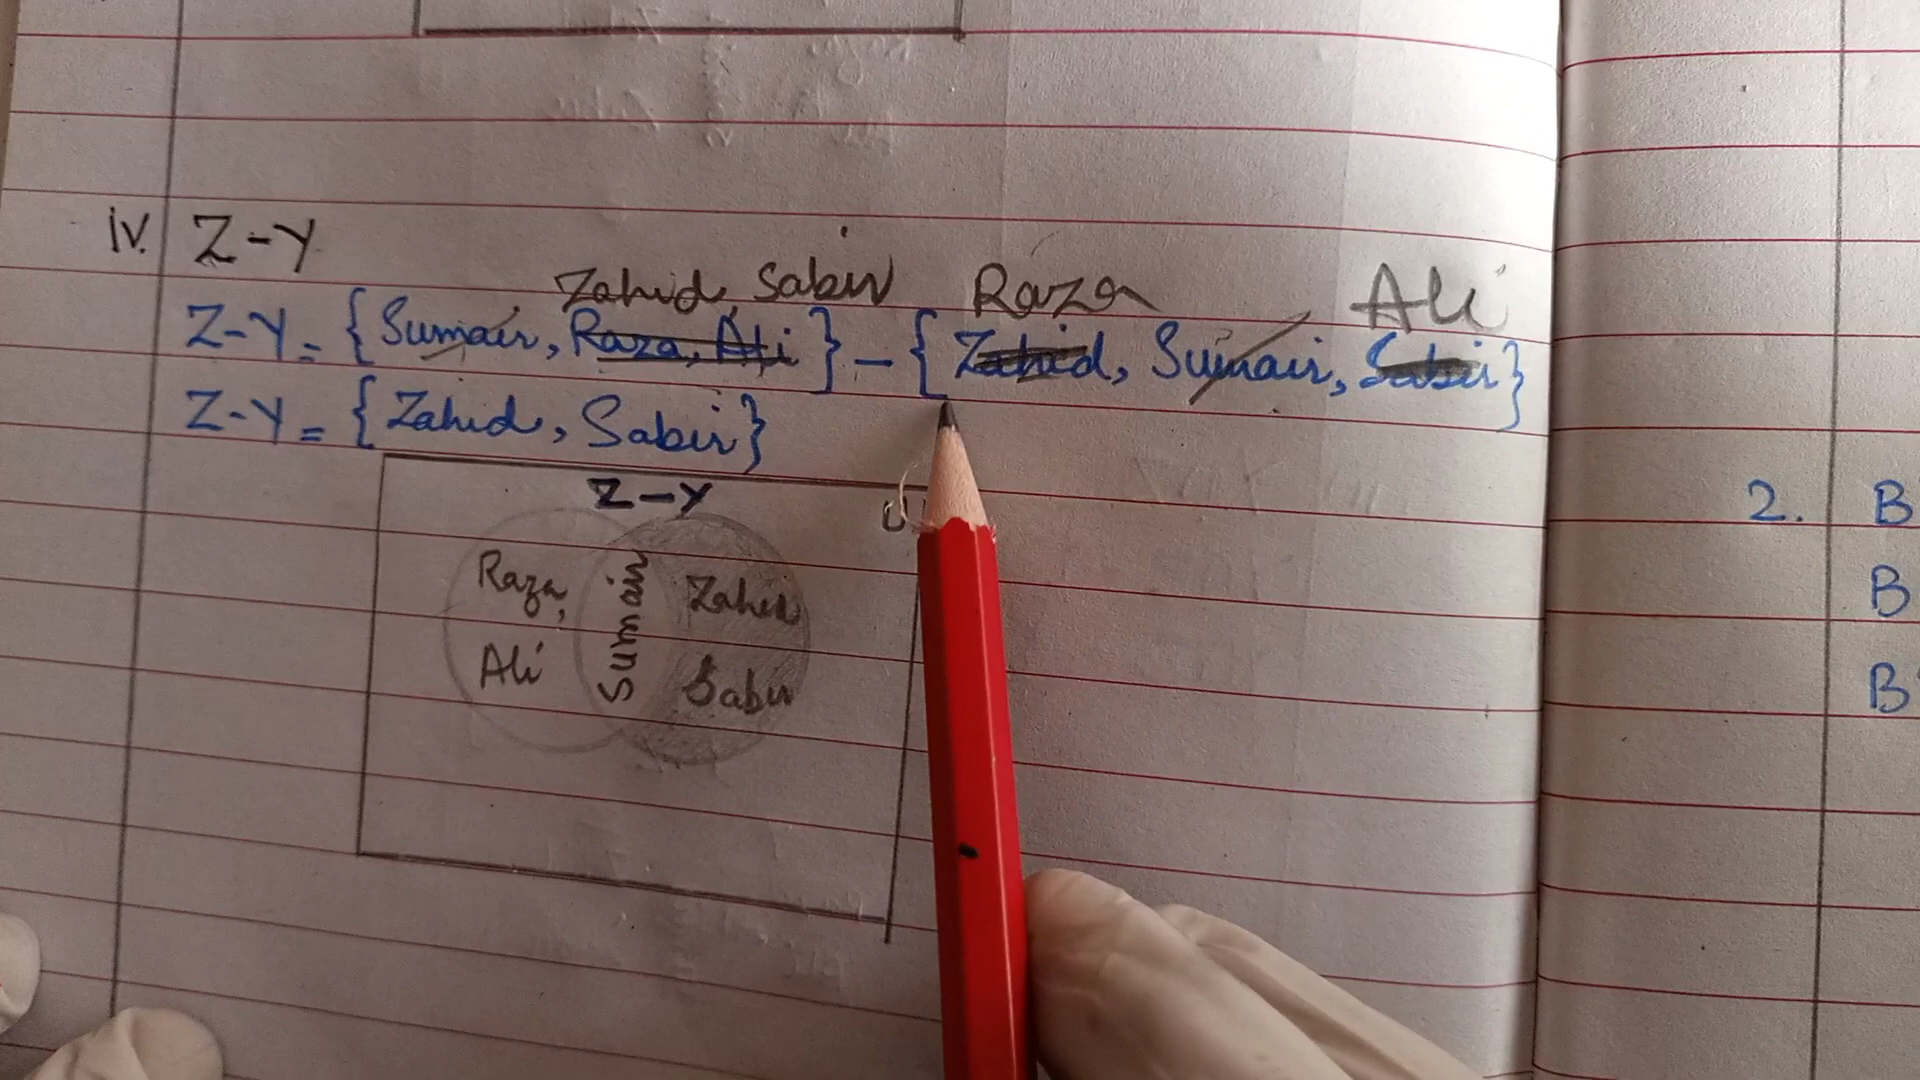 iv. Z-Y
Zahid, Sabir Raza Ali
Z-Y = {Sumair, Raza, Ali} - {Zahid, Sumair, Sabir}
Z-Y = {Zahid, Sabir}
Z-Y
U
Raza, Sumair Zahid
Ali Sabir
2. B
B
B